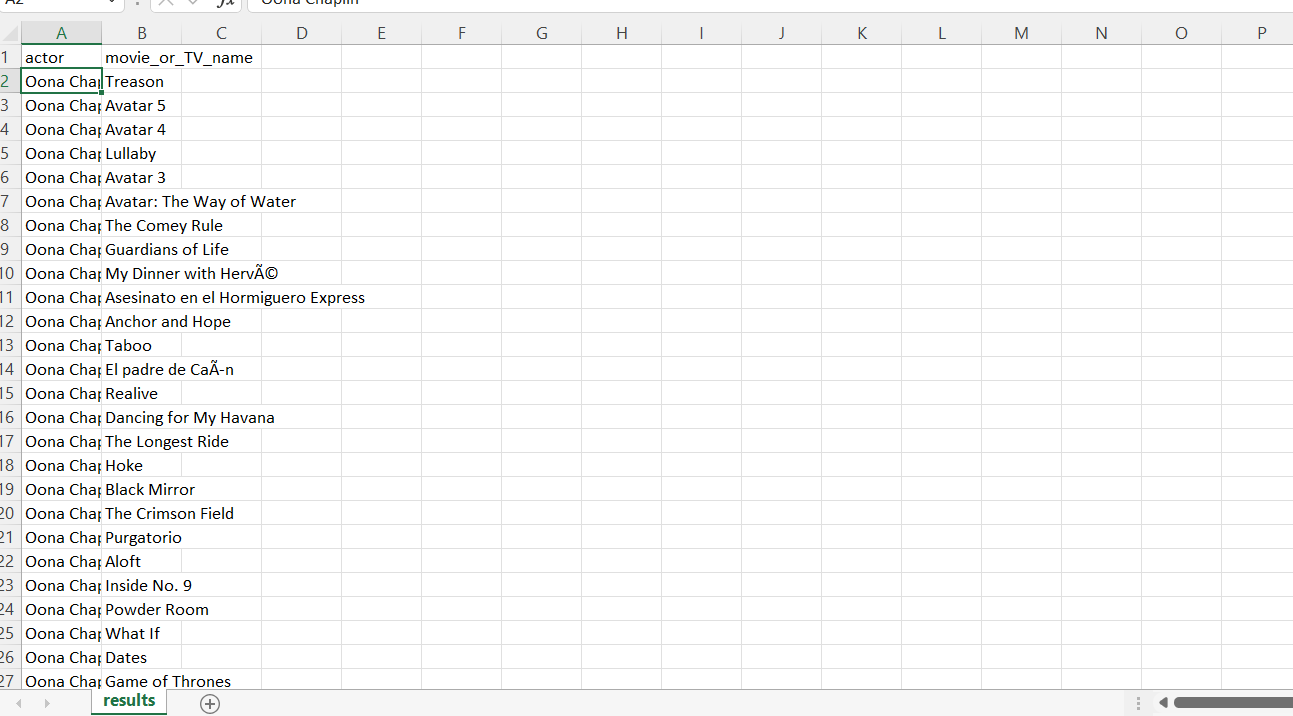 A2 fx Oona Chaplin
A B C D E F G H I J K L M N O P
1 actor movie_or_TV_name
2 Oona Chap Treason
3 Oona Chap Avatar 5
4 Oona Chap Avatar 4
5 Oona Chap Lullaby
6 Oona Chap Avatar 3
7 Oona Chap Avatar: The Way of Water
8 Oona Chap The Comey Rule
9 Oona Chap Guardians of Life
10 Oona Chap My Dinner with HervÃ©
11 Oona Chap Asesinato en el Hormiguero Express
12 Oona Chap Anchor and Hope
13 Oona Chap Taboo
14 Oona Chap El padre de CaÃ-n
15 Oona Chap Realive
16 Oona Chap Dancing for My Havana
17 Oona Chap The Longest Ride
18 Oona Chap Hoke
19 Oona Chap Black Mirror
20 Oona Chap The Crimson Field
21 Oona Chap Purgatorio
22 Oona Chap Aloft
23 Oona Chap Inside No. 9
24 Oona Chap Powder Room
25 Oona Chap What If
26 Oona Chap Dates
27 Oona Chap Game of Thrones
results